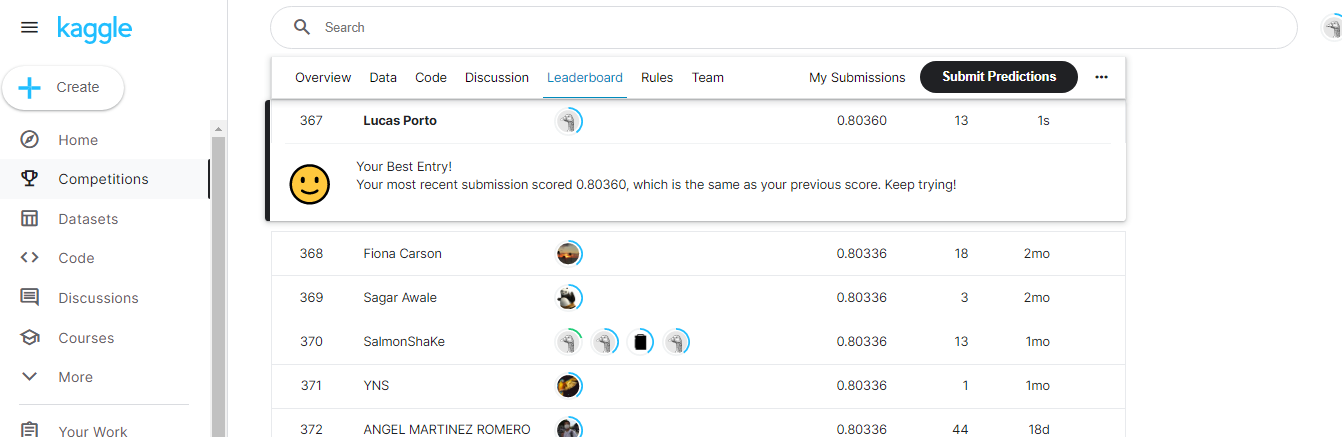 kaggle
Search
Create
Home
Competitions
Datasets
Code
Discussions
Courses
More
Your Work
Overview Data Code Discussion Leaderboard Rules Team My Submissions Submit Predictions
367 Lucas Porto 0.80360 13 1s
Your Best Entry!
Your most recent submission scored 0.80360, which is the same as your previous score. Keep trying!
368 Fiona Carson 0.80336 18 2mo
369 Sagar Awale 0.80336 3 2mo
370 SalmonShaKe 0.80336 13 1mo
371 YNS 0.80336 1 1mo
372 ANGEL MARTINEZ ROMERO 0.80336 44 18d